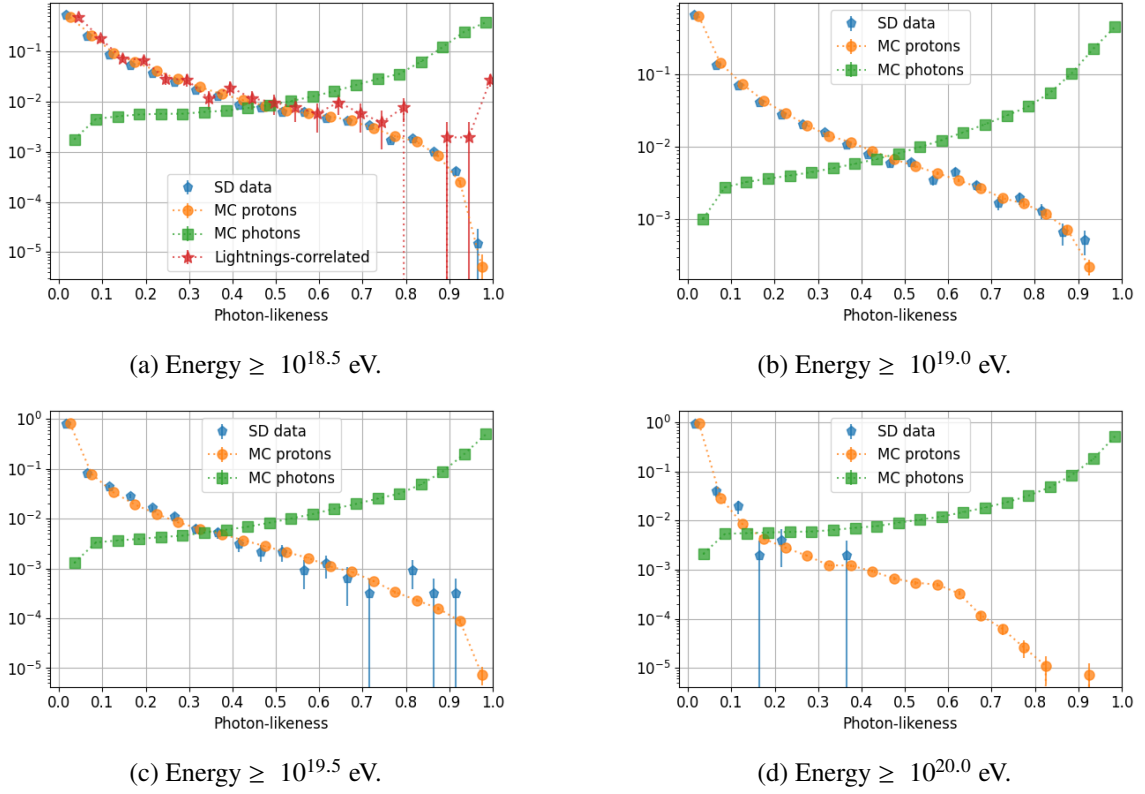 10^{-1}
10^{-2}
10^{-3}
10^{-4}
10^{-5}
SD data
MC protons
MC photons
Lightnings-correlated
0.0 0.1 0.2 0.3 0.4 0.5 0.6 0.7 0.8 0.9 1.0
Photon-likeness
(a) Energy ≥ 10^{18.5} eV.
10^{-1}
10^{-2}
10^{-3}
SD data
MC protons
MC photons
0.0 0.1 0.2 0.3 0.4 0.5 0.6 0.7 0.8 0.9 1.0
Photon-likeness
(b) Energy ≥ 10^{19.0} eV.
10^{0}
10^{-1}
10^{-2}
10^{-3}
10^{-4}
10^{-5}
SD data
MC protons
MC photons
0.0 0.1 0.2 0.3 0.4 0.5 0.6 0.7 0.8 0.9 1.0
Photon-likeness
(c) Energy ≥ 10^{19.5} eV.
10^{0}
10^{-1}
10^{-2}
10^{-3}
10^{-4}
10^{-5}
SD data
MC protons
MC photons
0.0 0.1 0.2 0.3 0.4 0.5 0.6 0.7 0.8 0.9 1.0
Photon-likeness
(d) Energy ≥ 10^{20.0} eV.